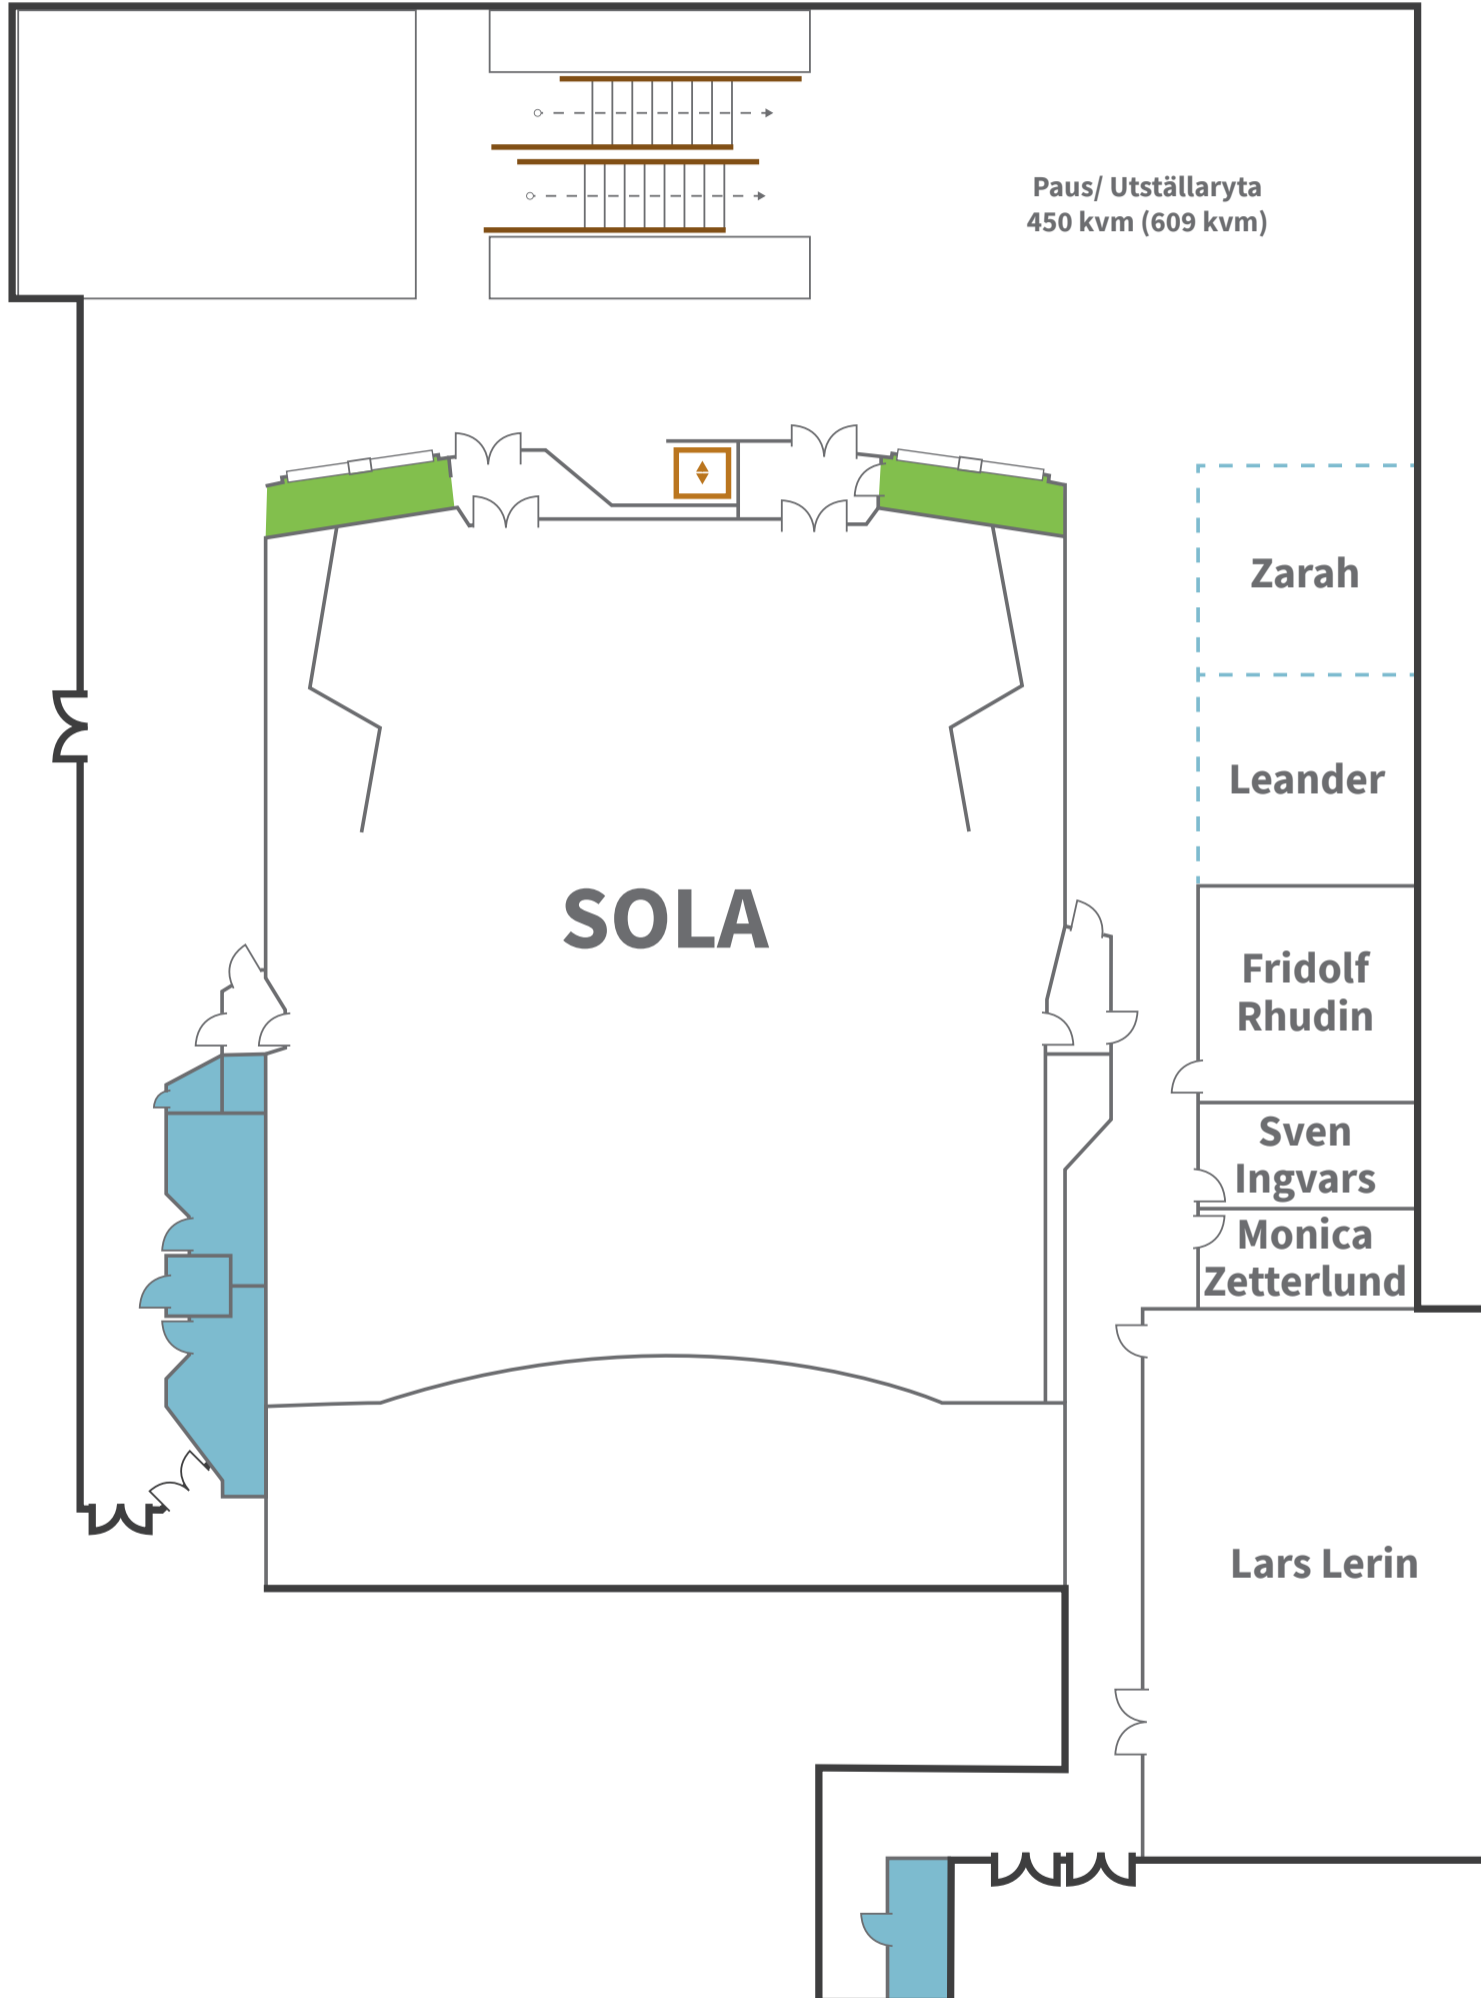 Paus/ Utställaryta
450 kvm (609 kvm)
Zarah
Leander
SOLA
Fridolf
Rhudin
Sven
Ingvars
Monica
Zetterlund
Lars Lerin